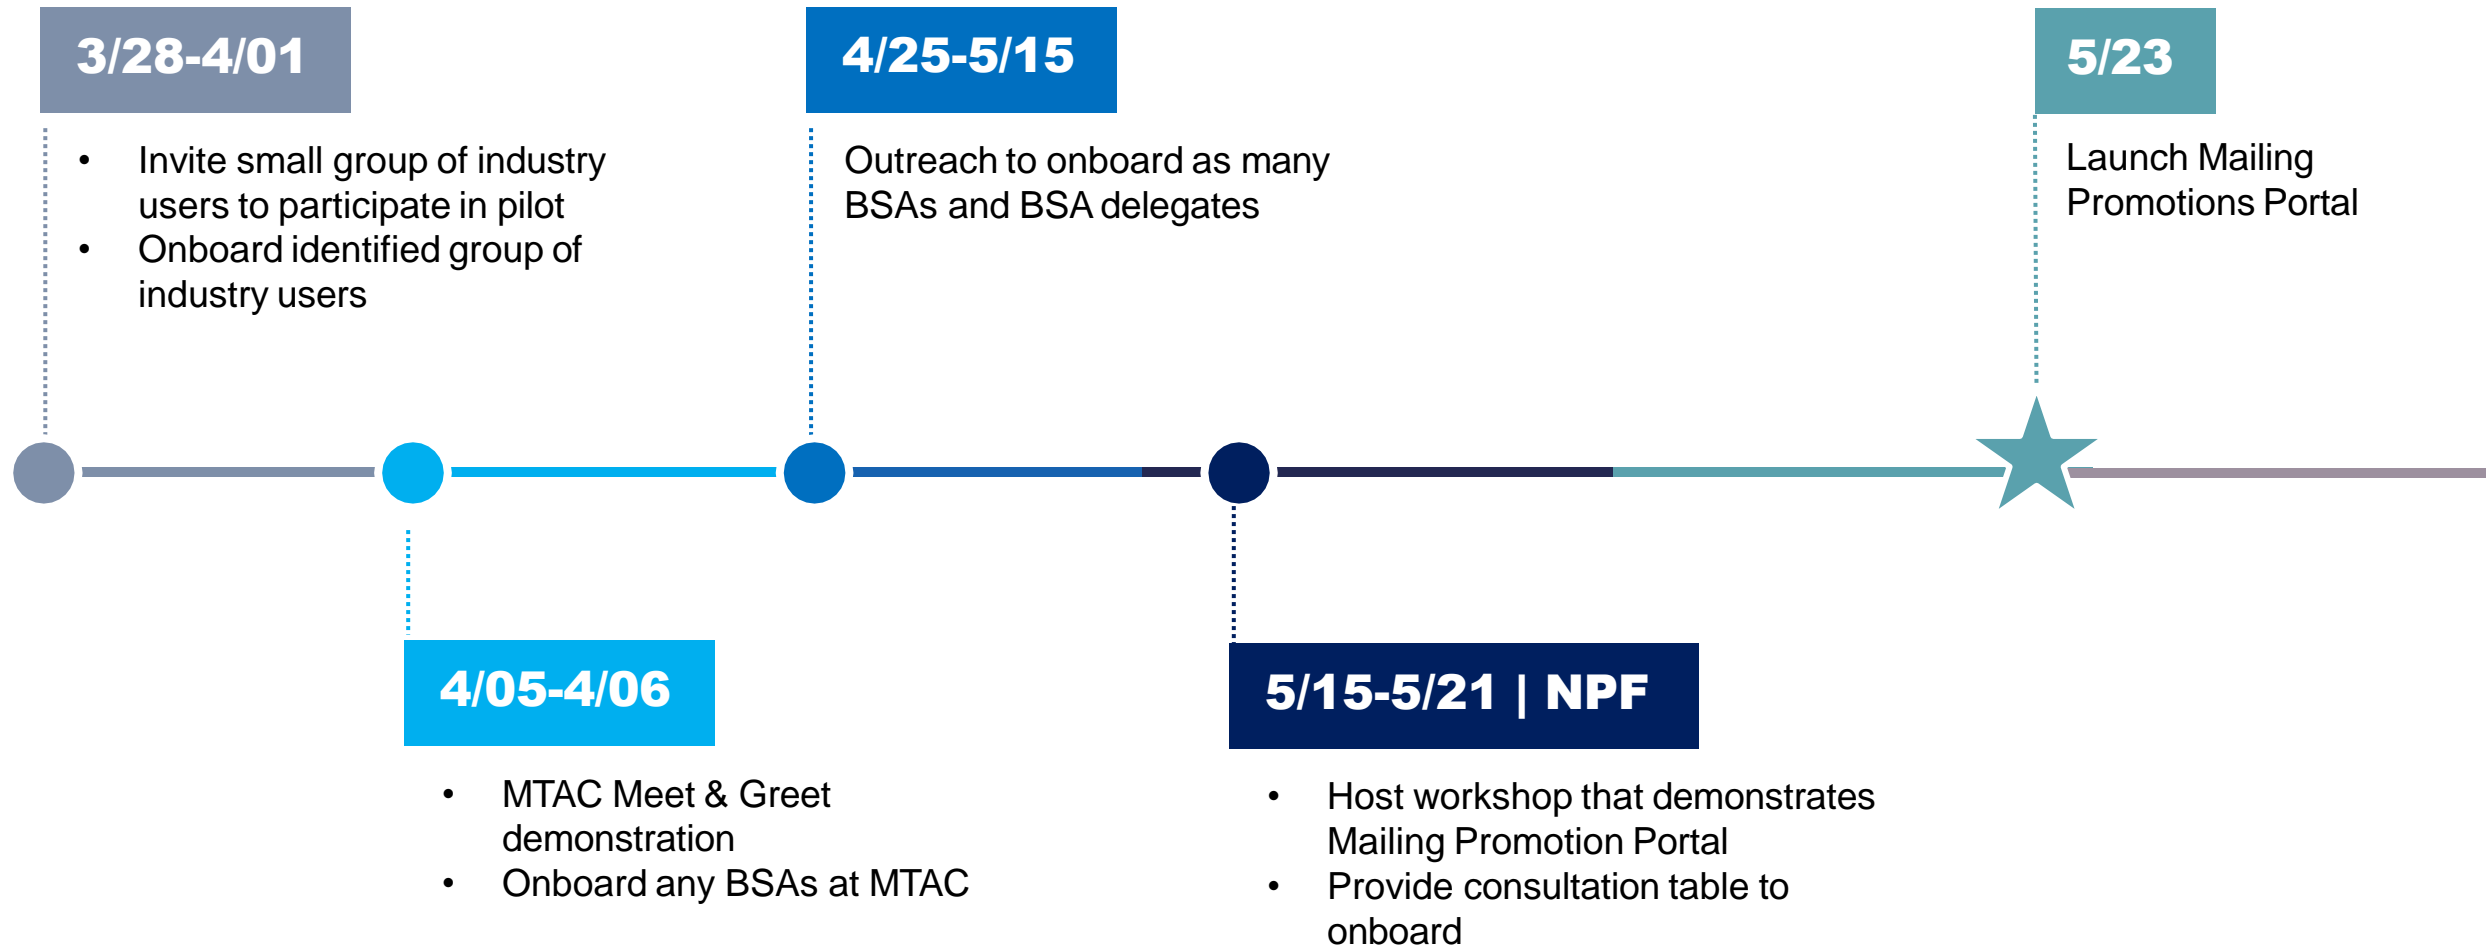 3/28-4/01
• Invite small group of industry
users to participate in pilot
• Onboard identified group of
industry users
4/05-4/06
• MTAC Meet & Greet
demonstration
• Onboard any BSAs at MTAC
4/25-5/15
Outreach to onboard as many
BSAs and BSA delegates
5/15-5/21 | NPF
• Host workshop that demonstrates
Mailing Promotion Portal
• Provide consultation table to
onboard
5/23
Launch Mailing
Promotions Portal